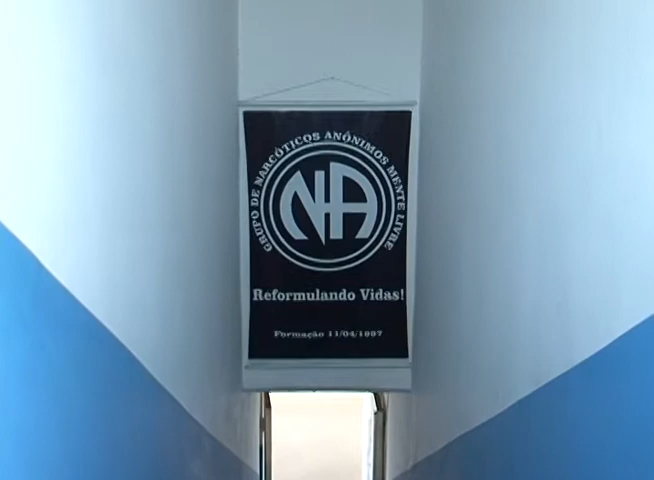 GRUPO DE NARCÓTICOS ANÔNIMOS MENTE LIVRE
NA
Reformulando Vidas!
Formação 11/04/1997